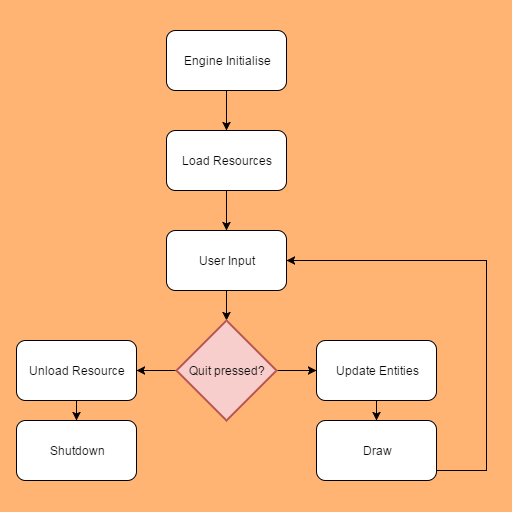 Engine Initialise
Load Resources
User Input
Quit pressed?
Unload Resource
Update Entities
Shutdown
Draw